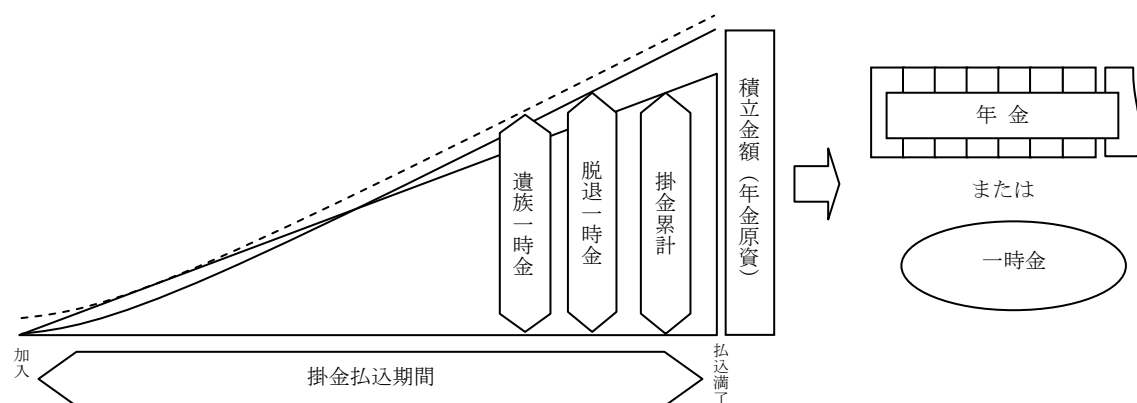 遺族一時金
脱退一時金
掛金累計
積立金額（年金原資）
年金
または
一時金
加入
掛金払込期間
払込満了